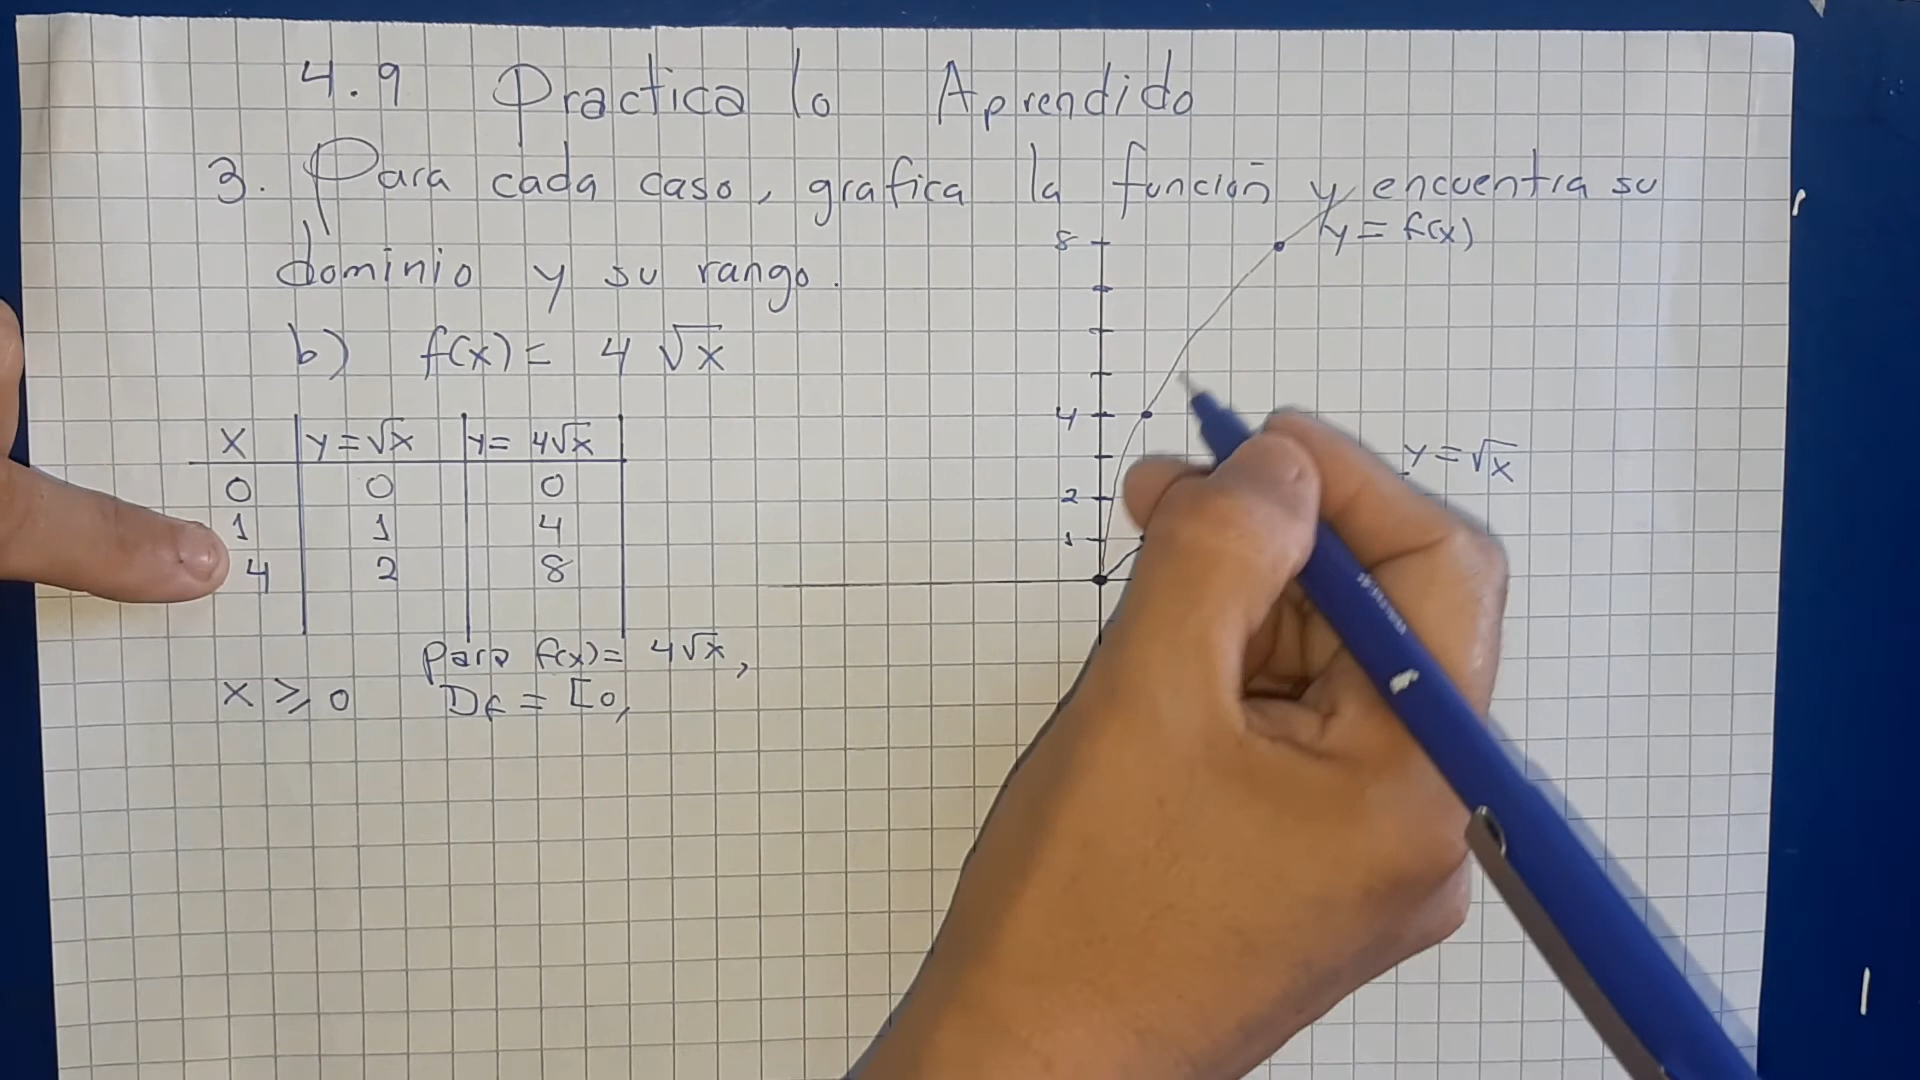 4.9 Practica lo Aprendido
3. Para cada caso, grafica la función y encuentra su
dominio y su rango.
b) f(x) = 4 √x
x | y = √x | y = 4√x
0 | 0 | 0
1 | 1 | 4
4 | 2 | 8
para f(x) = 4√x,
x ≥ 0 Df = [0,
8
y = f(x)
4
y = √x
2
1